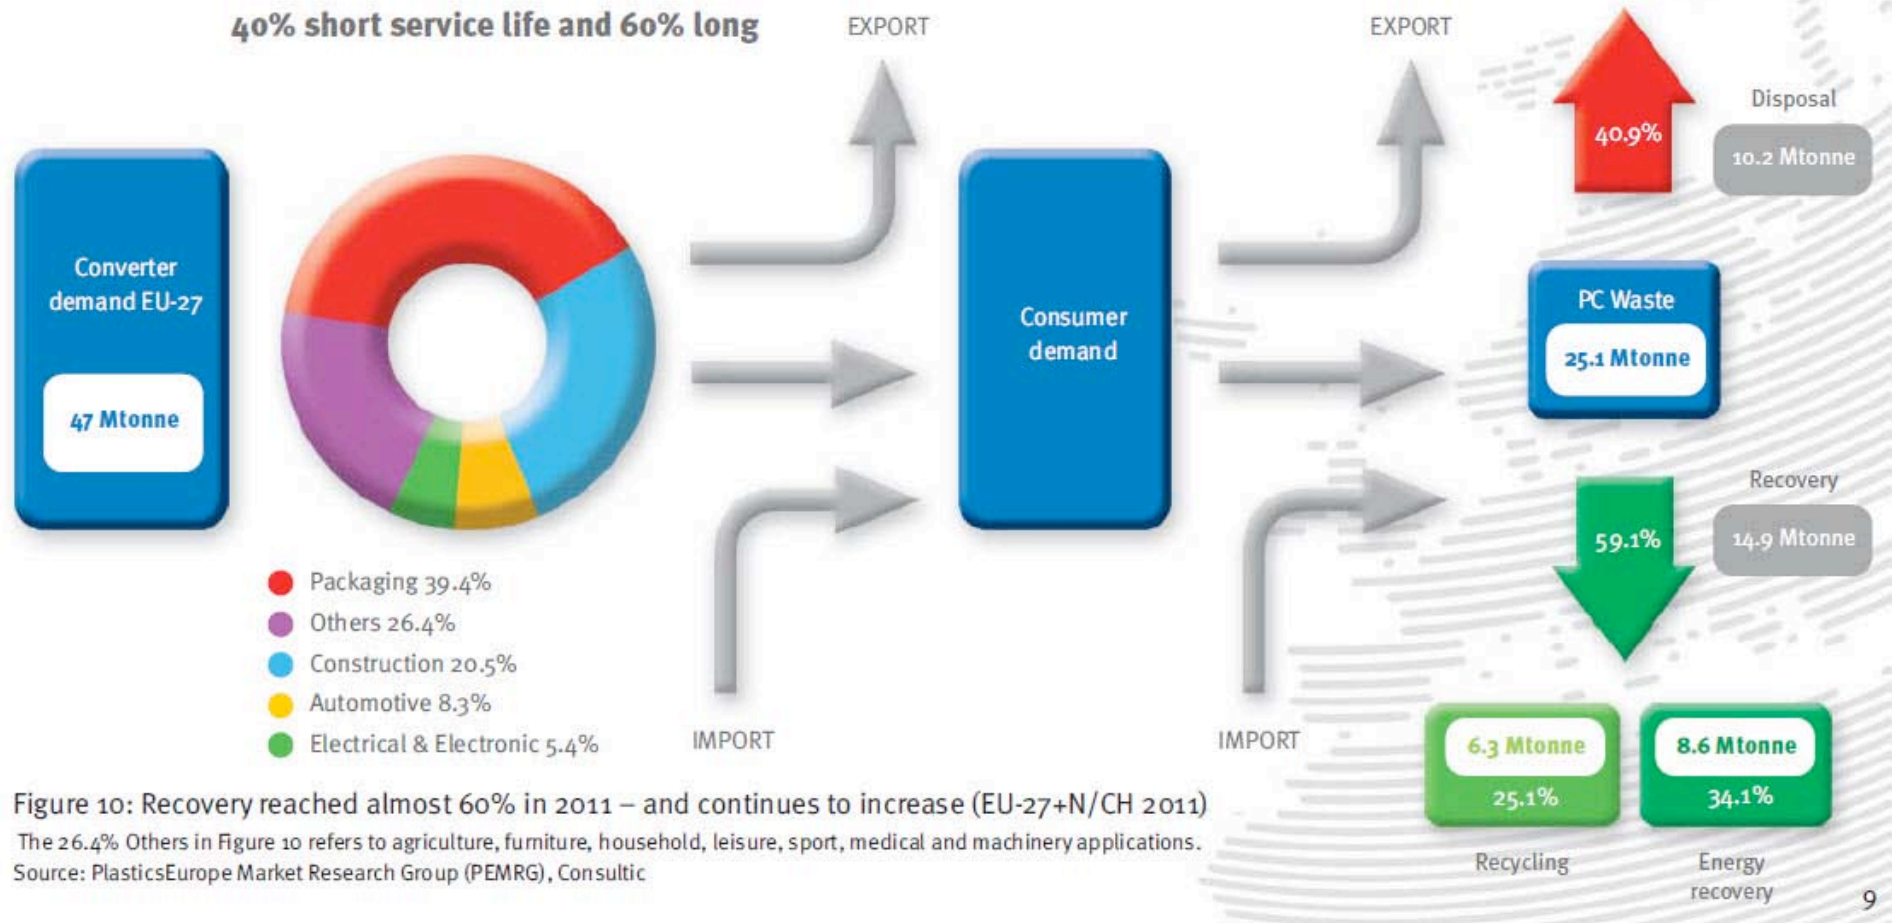 40% short service life and 60% long
EXPORT
EXPORT
40.9%
Disposal
10.2 Mtonne
Converter
demand EU-27
47 Mtonne
Consumer
demand
PC Waste
25.1 Mtonne
Recovery
14.9 Mtonne
59.1%
Packaging 39.4%
Others 26.4%
Construction 20.5%
Automotive 8.3%
Electrical & Electronic 5.4%
IMPORT
IMPORT
6.3 Mtonne
25.1%
Recycling
8.6 Mtonne
34.1%
Energy
recovery
Figure 10: Recovery reached almost 60% in 2011 – and continues to increase (EU-27+N/CH 2011)
The 26.4% Others in Figure 10 refers to agriculture, furniture, household, leisure, sport, medical and machinery applications.
Source: PlasticsEurope Market Research Group (PEMRG), Consultic
9